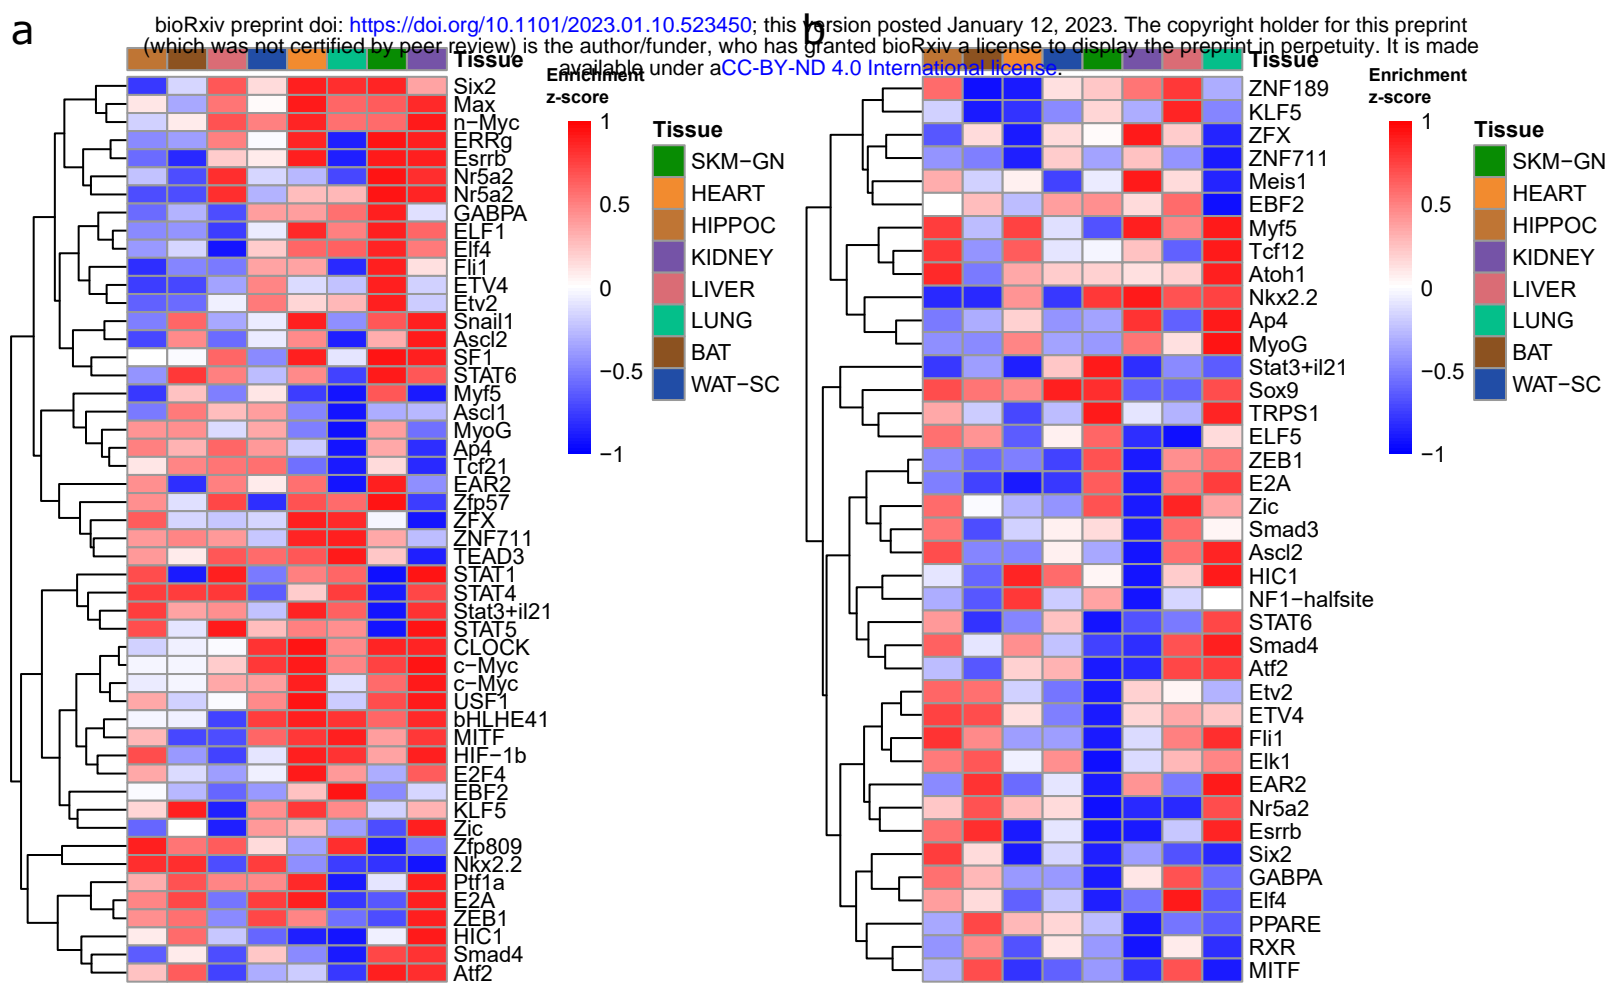 a
b
bioRxiv preprint doi: https://doi.org/10.1101/2023.01.10.523450; this version posted January 12, 2023. The copyright holder for this preprint
(which was not certified by peer review) is the author/funder, who has granted bioRxiv a license to display the preprint in perpetuity. It is made
available under aCC-BY-ND 4.0 International license.
Tissue
Six2
Max
n−Myc
ERRg
Esrrb
Nr5a2
Nr5a2
GABPA
ELF1
Elf4
Fli1
ETV4
Etv2
Snail1
Ascl2
SF1
STAT6
Myf5
Ascl1
MyoG
Ap4
Tcf21
EAR2
Zfp57
ZFX
ZNF711
TEAD3
STAT1
STAT4
Stat3+il21
STAT5
CLOCK
c−Myc
c−Myc
USF1
bHLHE41
MITF
HIF−1b
E2F4
EBF2
KLF5
Zic
Zfp809
Nkx2.2
Ptf1a
E2A
ZEB1
HIC1
Smad4
Atf2
Enrichment
z-score
1
0.5
0
−0.5
−1
Tissue
SKM−GN
HEART
HIPPOC
KIDNEY
LIVER
LUNG
BAT
WAT−SC
Tissue
ZNF189
KLF5
ZFX
ZNF711
Meis1
EBF2
Myf5
Tcf12
Atoh1
Nkx2.2
Ap4
MyoG
Stat3+il21
Sox9
TRPS1
ELF5
ZEB1
E2A
Zic
Smad3
Ascl2
HIC1
NF1−halfsite
STAT6
Smad4
Atf2
Etv2
ETV4
Fli1
Elk1
EAR2
Nr5a2
Esrrb
Six2
GABPA
Elf4
PPARE
RXR
MITF
Enrichment
z-score
1
0.5
0
−0.5
−1
Tissue
SKM−GN
HEART
HIPPOC
KIDNEY
LIVER
LUNG
BAT
WAT−SC